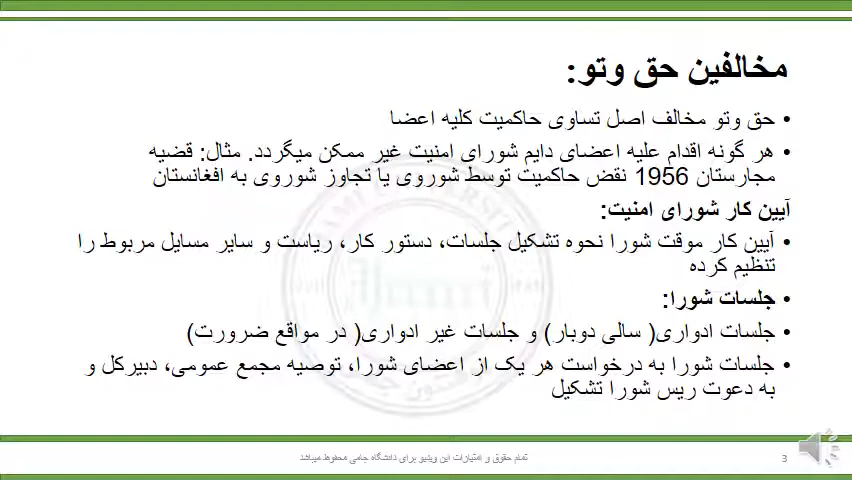 مخالفین حق وتو:
• حق وتو مخالف اصل تساوی حاکمیت کلیه اعضا
• هر گونه اقدام علیه اعضای دایم شورای امنیت غیر ممکن میگردد. مثال: قضیه
مجارستان 1956 نقض حاکمیت توسط شوروی یا تجاوز شوروی به افغانستان
آیین کار شورای امنیت:
• آیین کار موقت شورا نحوه تشکیل جلسات، دستور کار، ریاست و سایر مسایل مربوط را
تنظیم کرده
• جلسات شورا:
• جلسات ادواری( سالی دوبار) و جلسات غیر ادواری( در مواقع ضرورت)
• جلسات شورا به درخواست هر یک از اعضای شورا، توصیه مجمع عمومی، دبیرکل و
به دعوت ریس شورا تشکیل
تمام حقوق و امتیازات این ویدیو برای دانشگاه جامی محفوظ میباشد
3